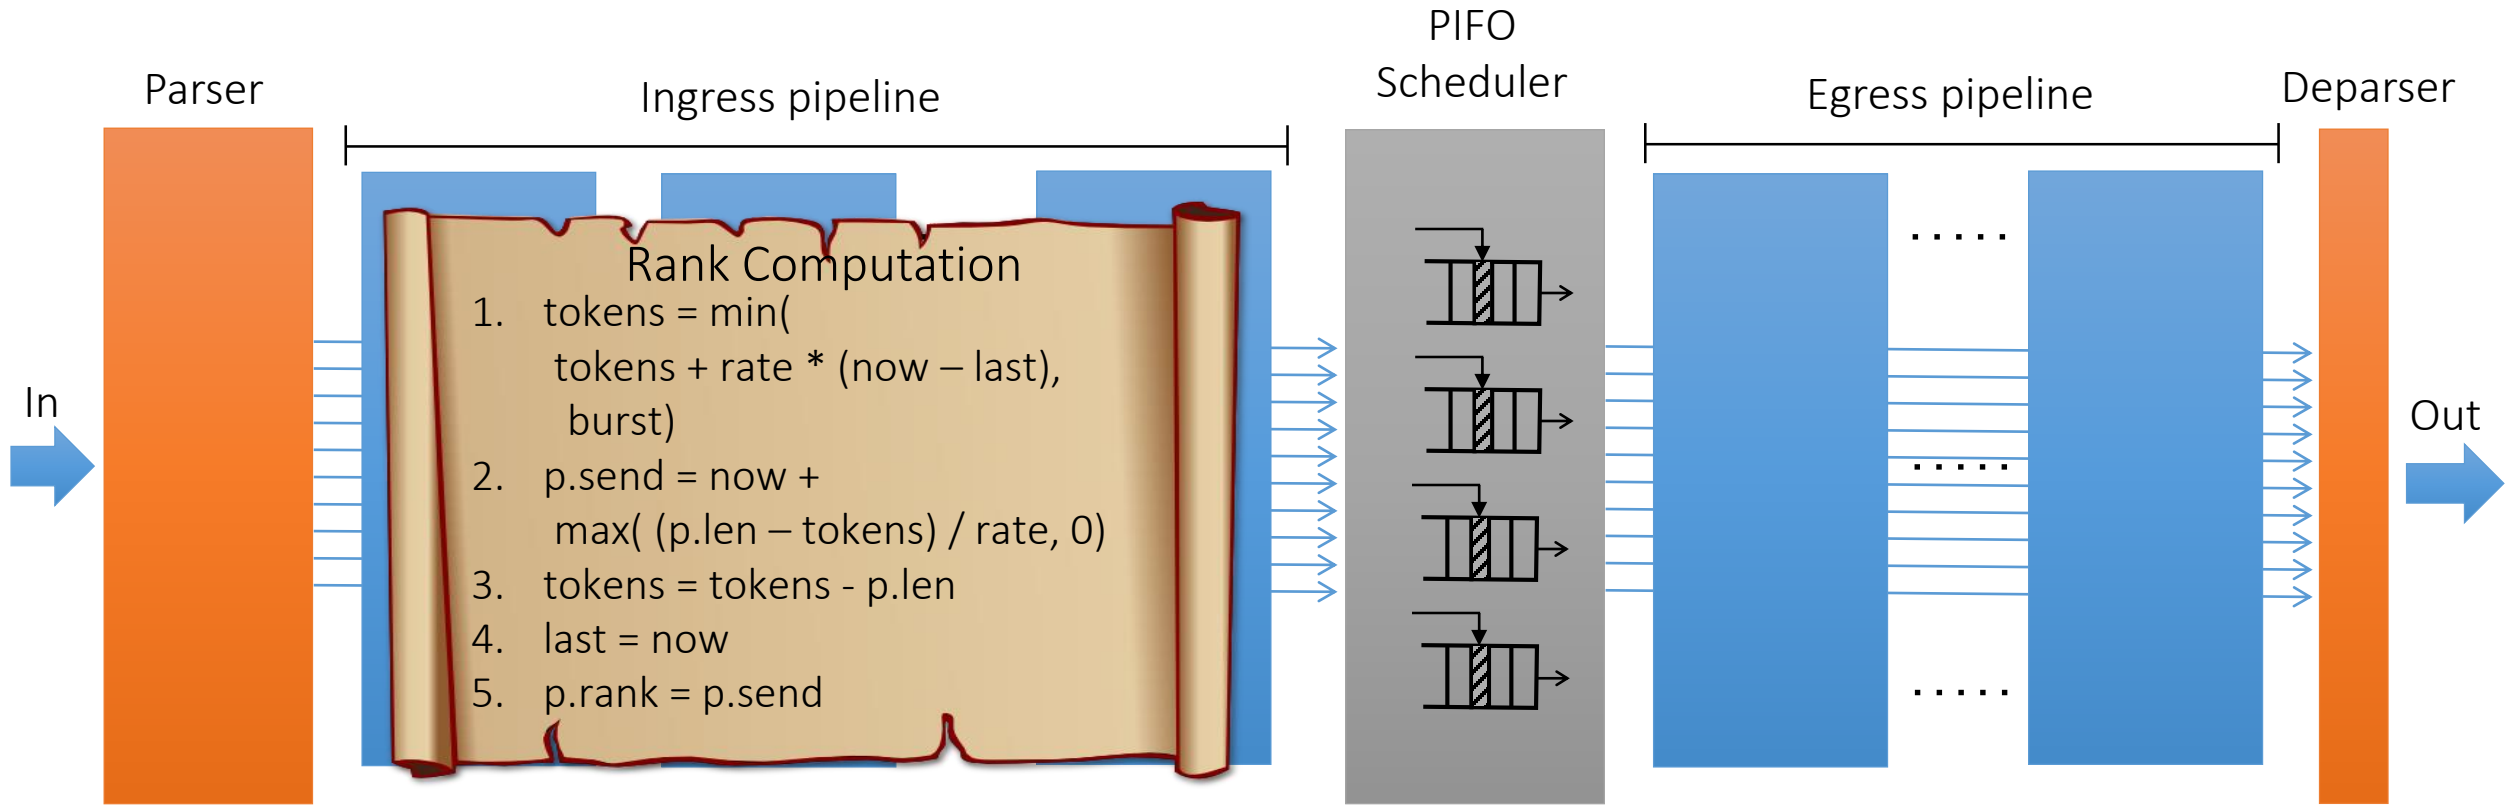 Parser
Ingress pipeline
PIFO
Scheduler
Egress pipeline
Deparser
In
Rank Computation
1. tokens = min(
tokens + rate * (now – last),
burst)
2. p.send = now +
max( (p.len – tokens) / rate, 0)
3. tokens = tokens - p.len
4. last = now
5. p.rank = p.send
.....
.....
.....
Out